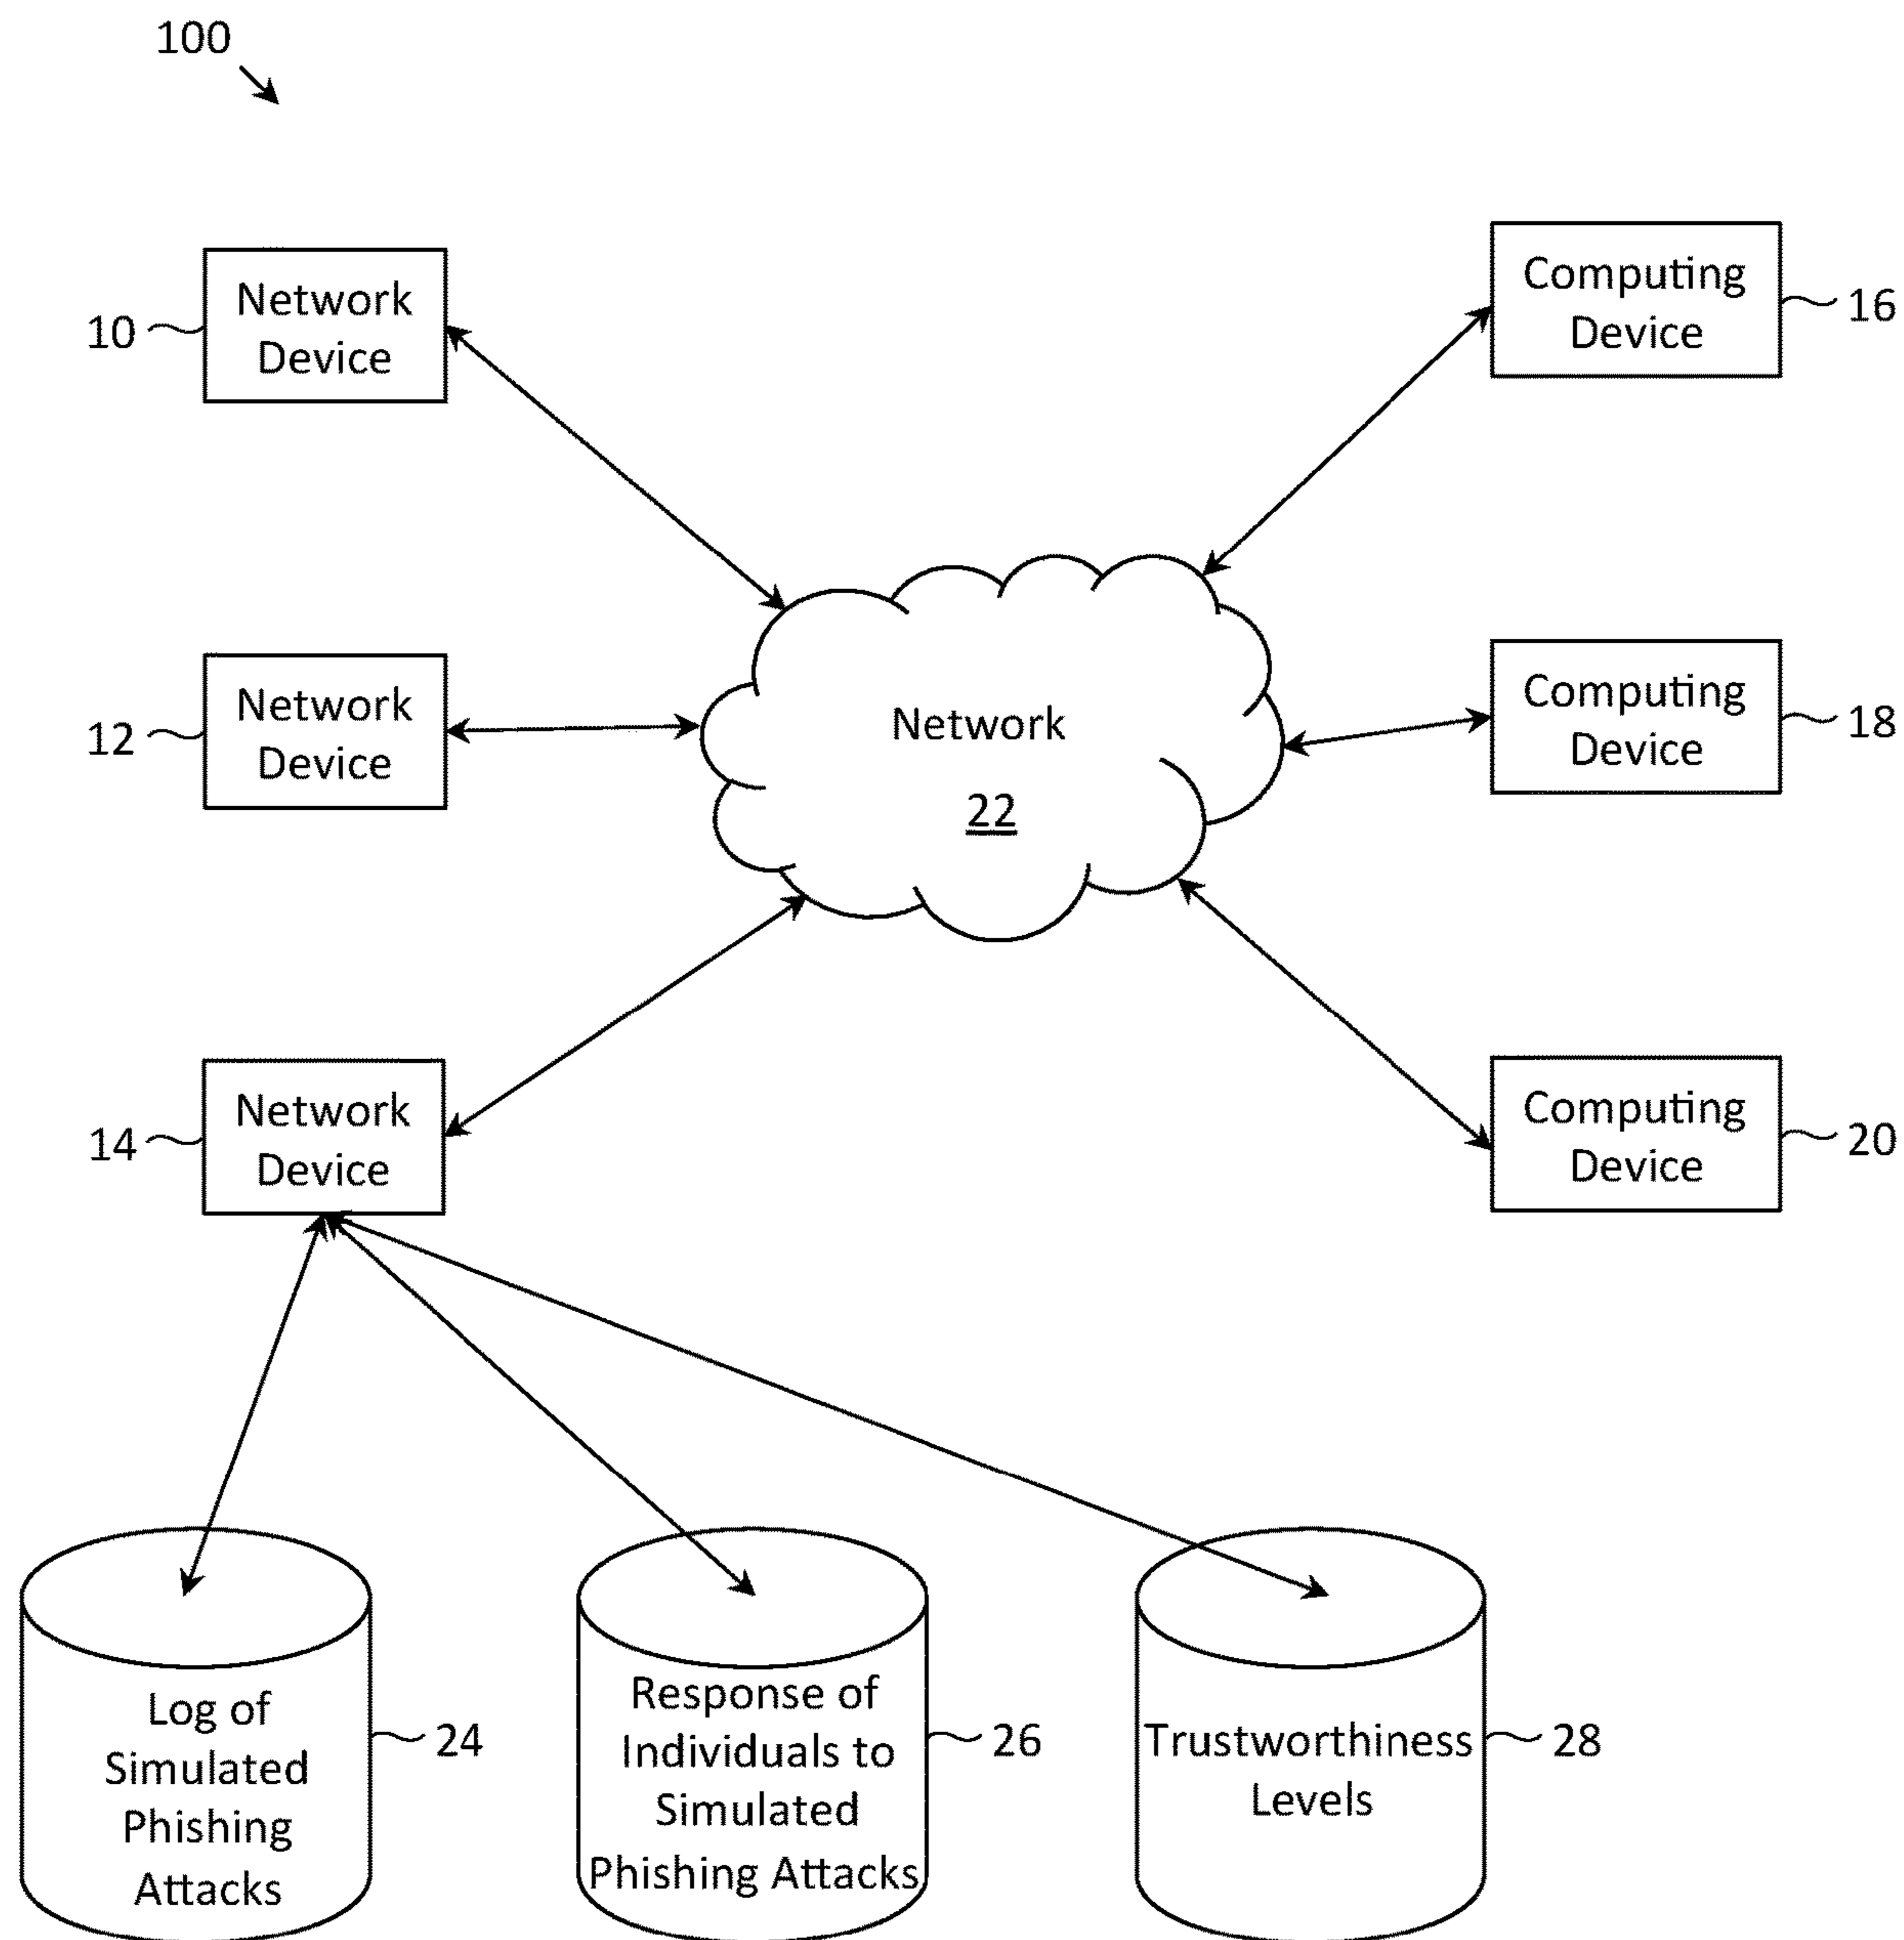 100
Network
Device
10
Computing
Device
16
Network
Device
12
Network
22
Computing
Device
18
Network
Device
14
Computing
Device
20
Log of
Simulated
Phishing
Attacks
24
Response of
Individuals to
Simulated
Phishing Attacks
26
Trustworthiness
Levels
28